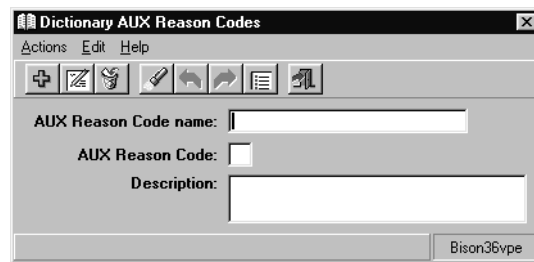 Dictionary AUX Reason Codes
Actions Edit Help
AUX Reason Code name:
AUX Reason Code:
Description:
Bison36vpe